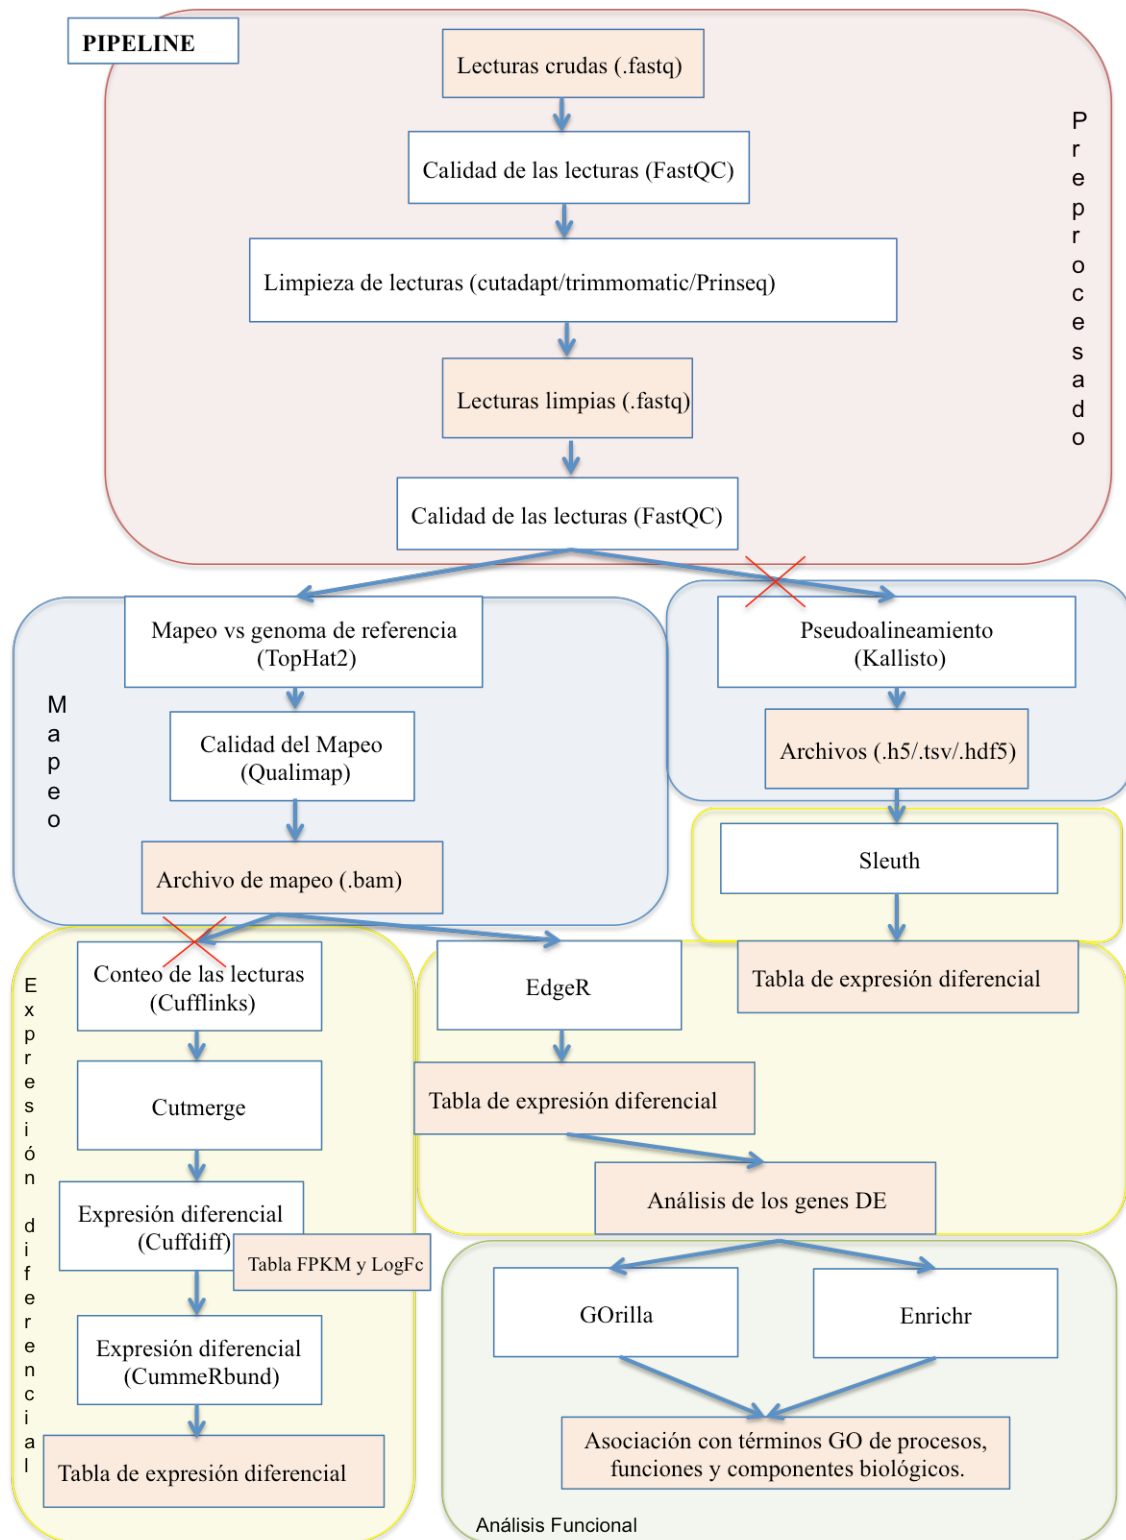 PIPELINE
Lecturas crudas (.fastq)
Calidad de las lecturas (FastQC)
Limpieza de lecturas (cutadapt/trimmomatic/Prinseq)
Lecturas limpias (.fastq)
Calidad de las lecturas (FastQC)
Preprocesado
Mapeo vs genoma de referencia
(TopHat2)
Calidad del Mapeo
(Qualimap)
Archivo de mapeo (.bam)
Mapeo
Pseudoalineamiento
(Kallisto)
Archivos (.h5/.tsv/.hdf5)
Sleuth
Tabla de expresión diferencial
Conteo de las lecturas
(Cufflinks)
Cutmerge
Expresión diferencial
(Cuffdiff)
Tabla FPKM y LogFc
Expresión diferencial
(CummeRbund)
Tabla de expresión diferencial
Expresión diferencial
EdgeR
Tabla de expresión diferencial
Análisis de los genes DE
GOrilla
Enrichr
Asociación con términos GO de procesos,
funciones y componentes biológicos.
Análisis Funcional